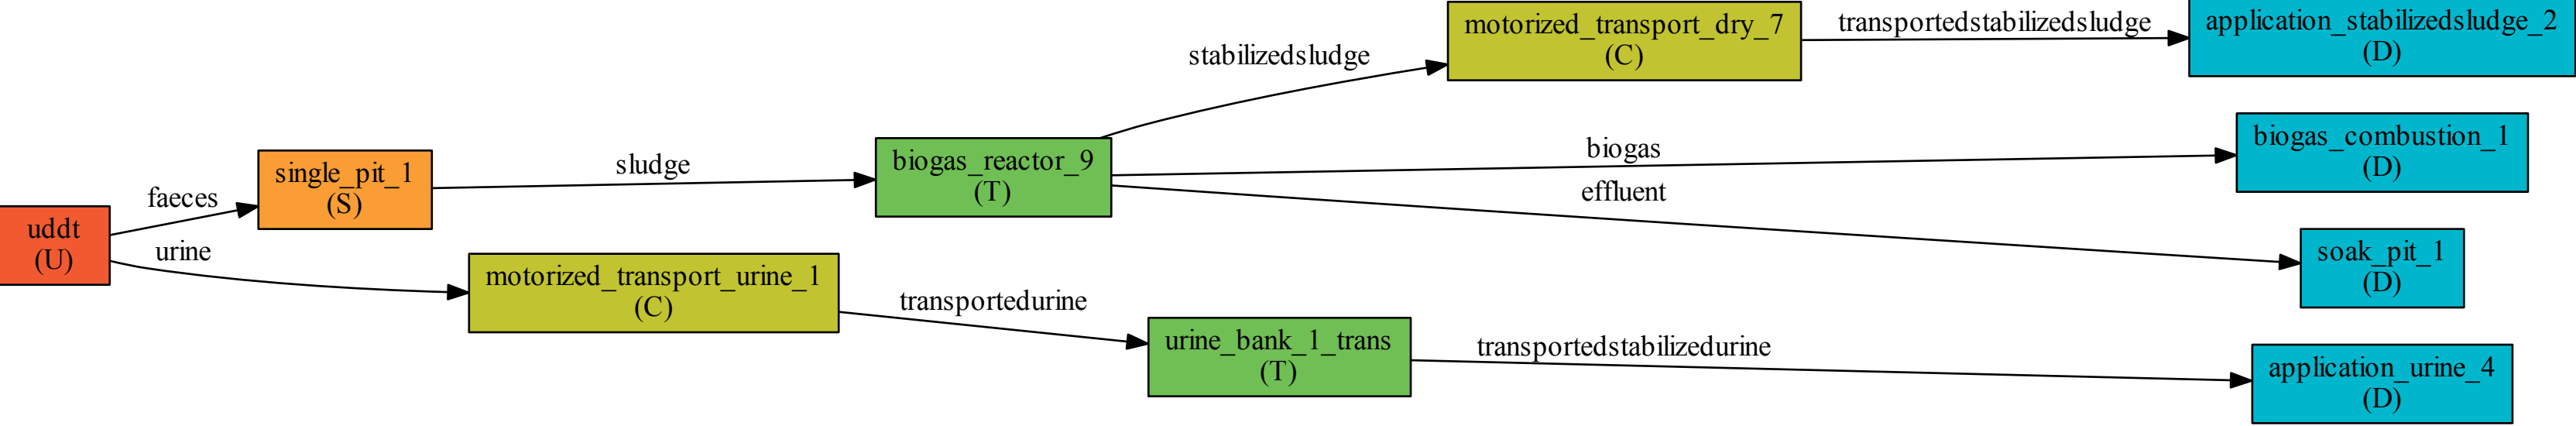 uddt
(U)
faeces
urine
single_pit_1
(S)
sludge
motorized_transport_urine_1
(C)
transportedurine
biogas_reactor_9
(T)
stabilizedsludge
biogas
effluent
urine_bank_1_trans
(T)
transportedstabilizedurine
motorized_transport_dry_7
(C)
transportedstabilizedsludge
application_stabilizedsludge_2
(D)
biogas_combustion_1
(D)
soak_pit_1
(D)
application_urine_4
(D)